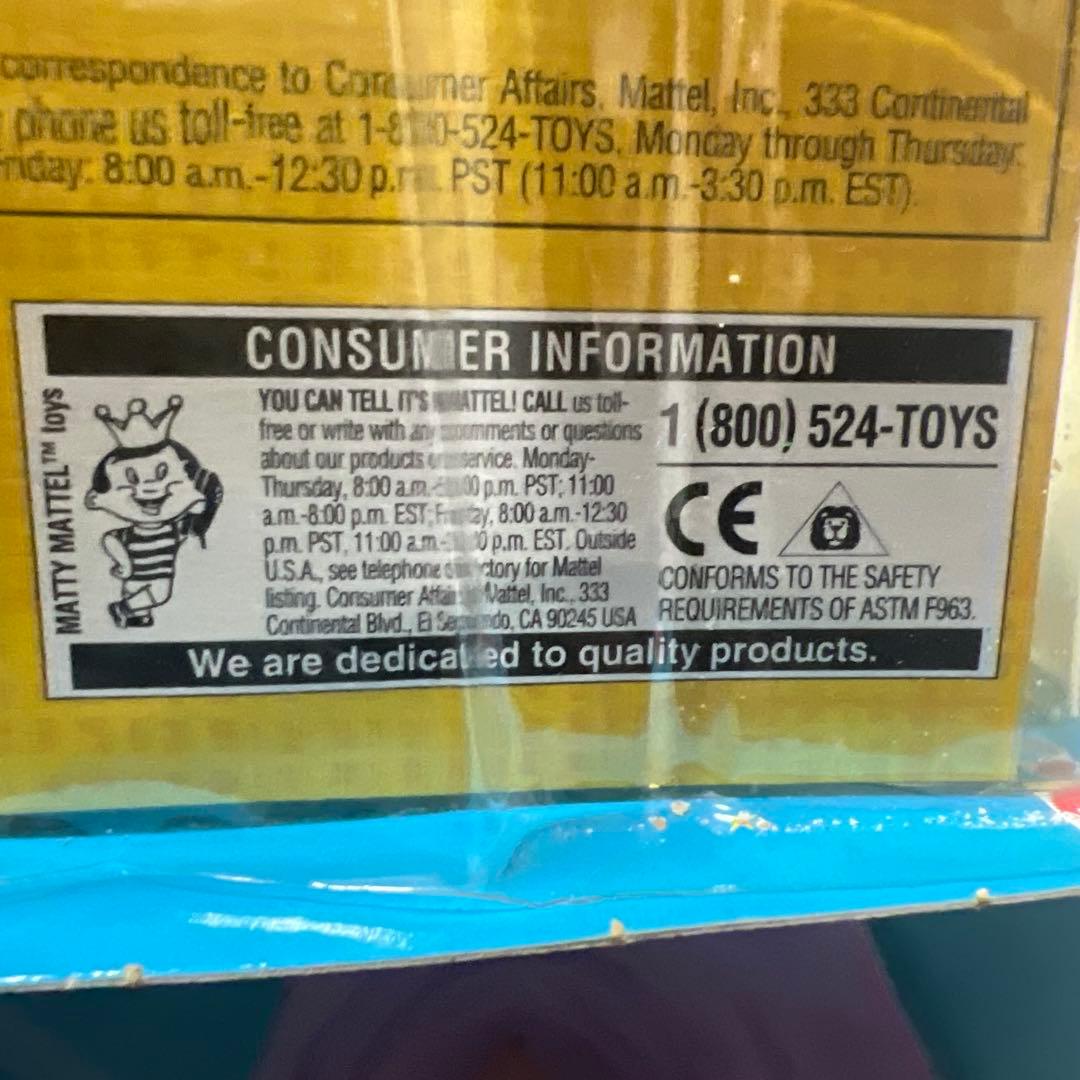 correspondence to Consumer Affairs, Mattel, Inc., 333 Continental
phone us toll-free at 1-800-524-TOYS, Monday through Thursday:
Friday: 8:00 a.m.-12:30 p.m. PST (11:00 a.m.-3:30 p.m. EST).
CONSUMER INFORMATION
MATTY MATTEL™ toys
YOU CAN TELL IT'S MATTEL! CALL us toll-
free or write with any comments or questions
about our products or service. Monday-
Thursday, 8:00 a.m.- :00 p.m. PST; 11:00
a.m.-8:00 p.m. EST; Friday, 8:00 a.m.-12:30
p.m. PST, 11:00 a.m.- p.m. EST. Outside
U.S.A., see telephone directory for Mattel
listing. Consumer Affairs, Mattel, Inc., 333
Continental Blvd., El Segundo, CA 90245 USA
1 (800) 524-TOYS
CE
CONFORMS TO THE SAFETY
REQUIREMENTS OF ASTM F963.
We are dedicated to quality products.